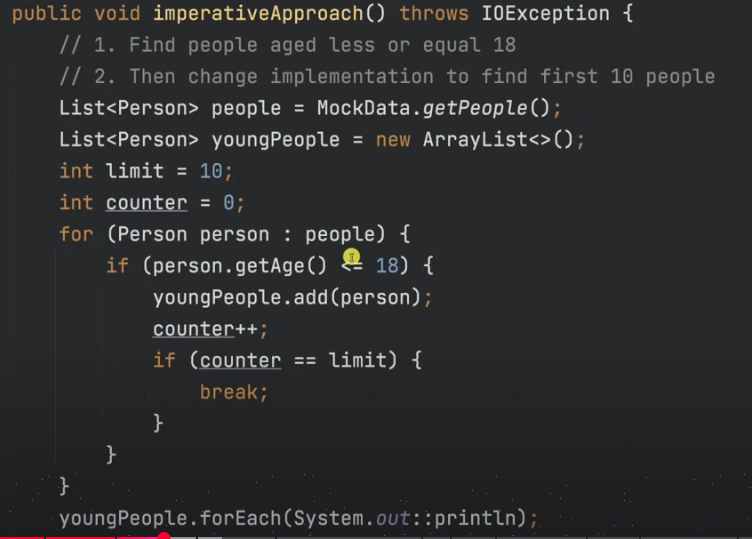 public void imperativeApproach() throws IOException {
// 1. Find people aged less or equal 18
// 2. Then change implementation to find first 10 people
List<Person> people = MockData.getPeople();
List<Person> youngPeople = new ArrayList<>();
int limit = 10;
int counter = 0;
for (Person person : people) {
if (person.getAge() <= 18) {
youngPeople.add(person);
counter++;
if (counter == limit) {
break;
}
}
}
youngPeople.forEach(System.out::println);